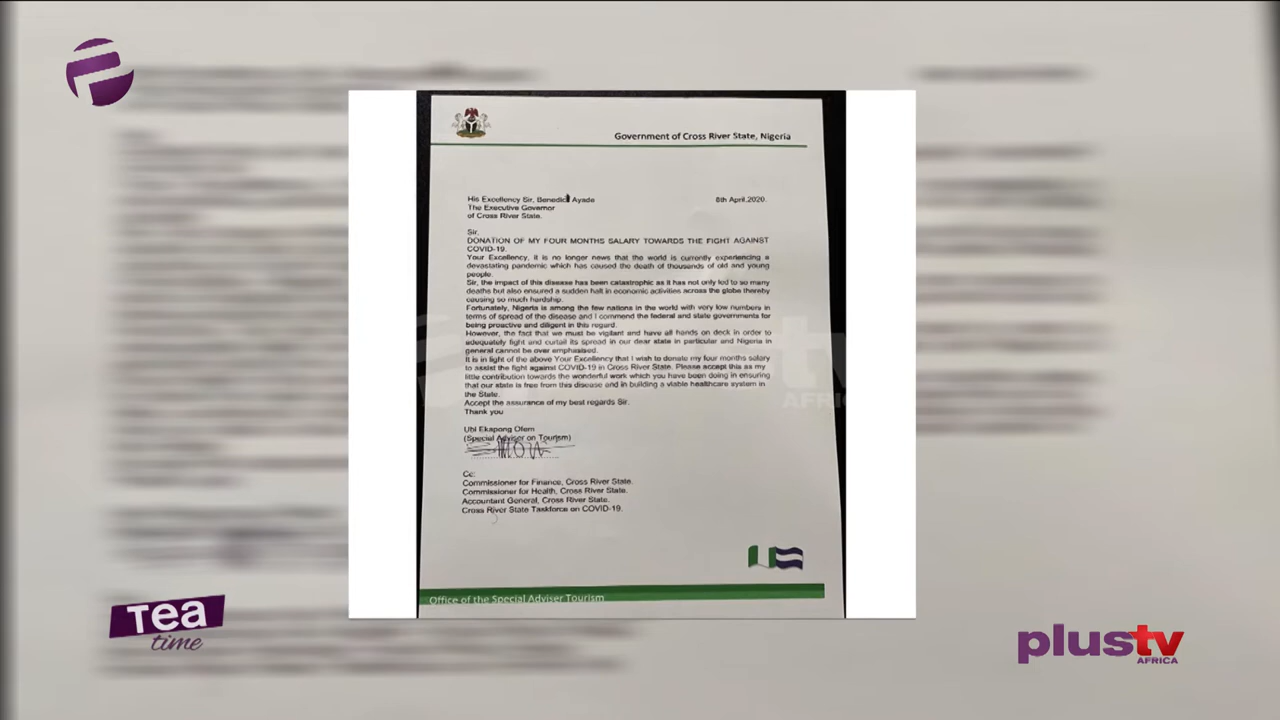 Government of Cross River State, Nigeria
His Excellency Sir, Benedict Ayade
8th April,2020.
The Executive Governor
of Cross River State.
Sir,
DONATION OF MY FOUR MONTHS SALARY TOWARDS THE FIGHT AGAINST
COVID-19.
Your Excellency, it is no longer news that the world is currently experiencing a
devastating pandemic which has caused the death of thousands of old and young
people.
Sir, the impact of this disease has been catastrophic as it has not only led to so many
deaths but also ensured a sudden halt in economic activities across the globe thereby
causing so much hardship.
Fortunately, Nigeria is among the few nations in the world with very low numbers in
terms of spread of the disease and I commend the federal and state governments for
being proactive and diligent in this regard.
However, the fact that we must be vigilant and have all hands on deck in order to
adequately fight and curtail its spread in our dear state in particular and Nigeria in
general cannot be over emphasised.
It is in light of the above Your Excellency that I wish to donate my four months salary
to assist the fight against COVID-19 in Cross River State. Please accept this as my
little contribution towards the wonderful work which you have been doing in ensuring
that our state is free from this disease and in building a viable healthcare system in
the State.
Accept the assurance of my best regards Sir.
Thank you
Ubi Ekapong Ofem
(Special Adviser on Tourism)
Cc:
Commissioner for Finance, Cross River State.
Commissioner for Health, Cross River State.
Accountant General, Cross River State.
Cross River State Taskforce on COVID-19.
Office of the Special Adviser Tourism
Tea
time
plustv
AFRICA